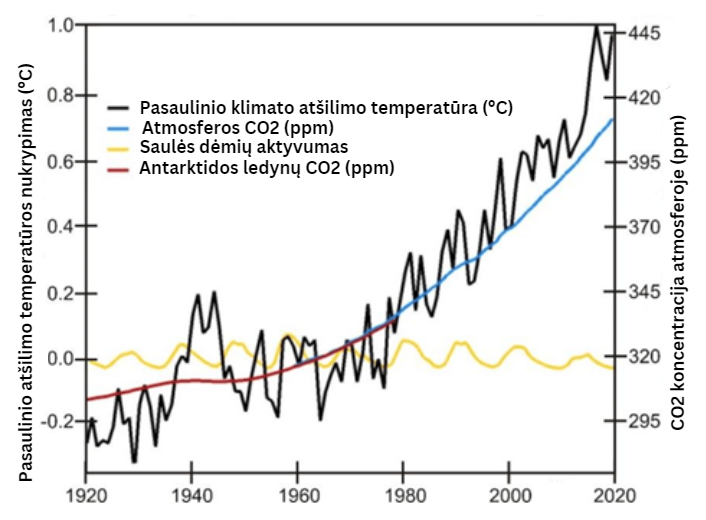 Pasaulinio atšilimo temperatūros nukrypimas (°C)
1.0
0.8
0.6
0.4
0.2
0.0
-0.2
Pasaulinio klimato atšilimo temperatūra (°C)
Atmosferos CO2 (ppm)
Saulės dėmių aktyvumas
Antarktidos ledynų CO2 (ppm)
445
420
395
370
345
320
295
CO2 koncentracija atmosferoje (ppm)
1920 1940 1960 1980 2000 2020